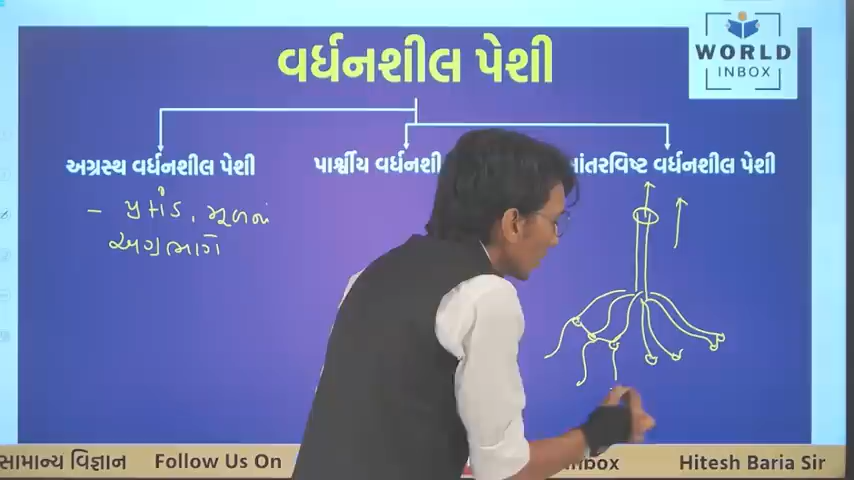 વર્ધનશીલ પેશી
WORLD
INBOX
અગ્રસ્થ વર્ધનશીલ પેશી
પાર્શ્વીય વર્ધનશી
આંતરવિષ્ટ વર્ધનશીલ પેશી
– પ્રકાંડ, મૂળનાં
અગ્રભાગે
સામાન્ય વિજ્ઞાન
Follow Us On
inbox
Hitesh Baria Sir